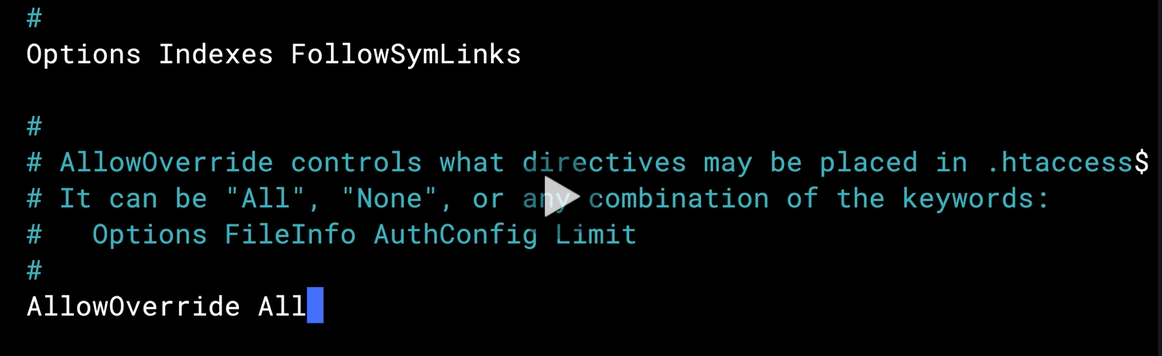 #
Options Indexes FollowSymLinks
#
# AllowOverride controls what directives may be placed in .htaccess$
# It can be "All", "None", or any combination of the keywords:
#   Options FileInfo AuthConfig Limit
#
AllowOverride All